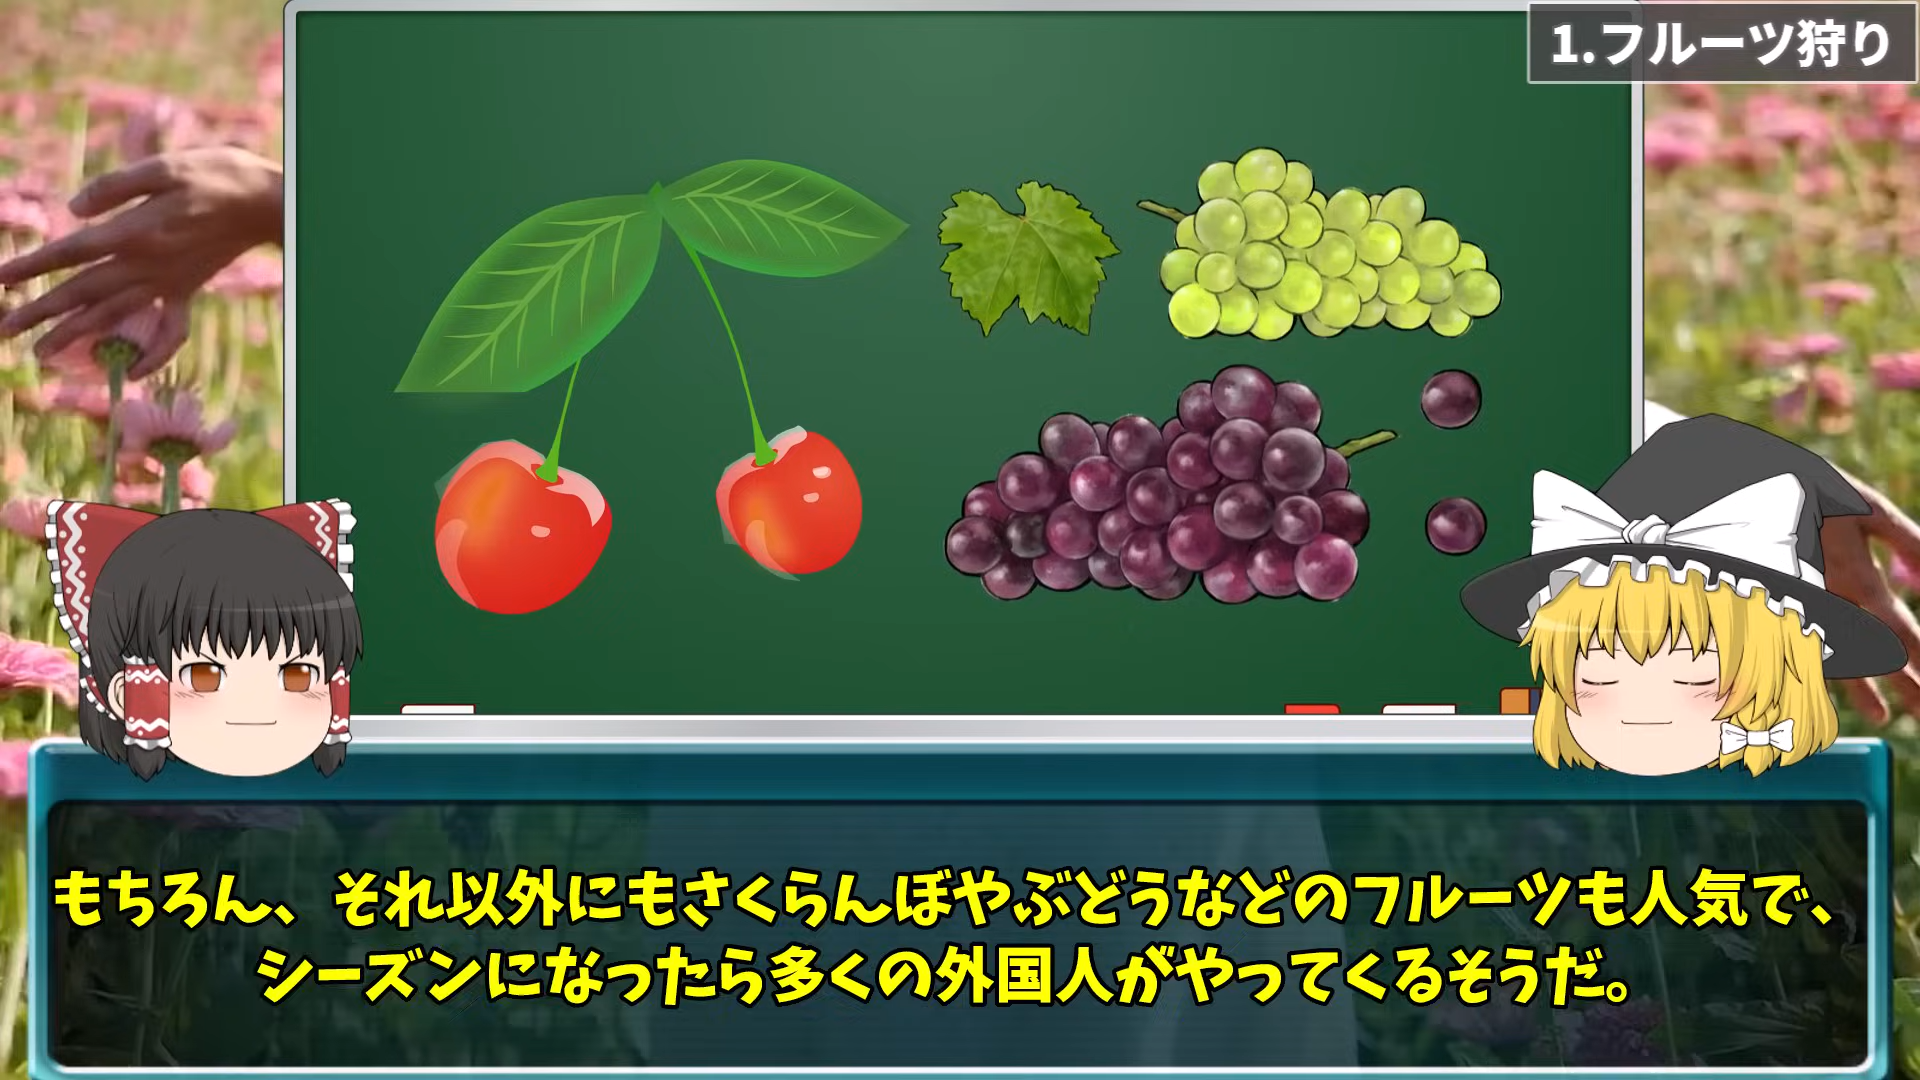 1.フルーツ狩り
もちろん、それ以外にもさくらんぼやぶどうなどのフルーツも人気で、
シーズンになったら多くの外国人がやってくるそうだ。